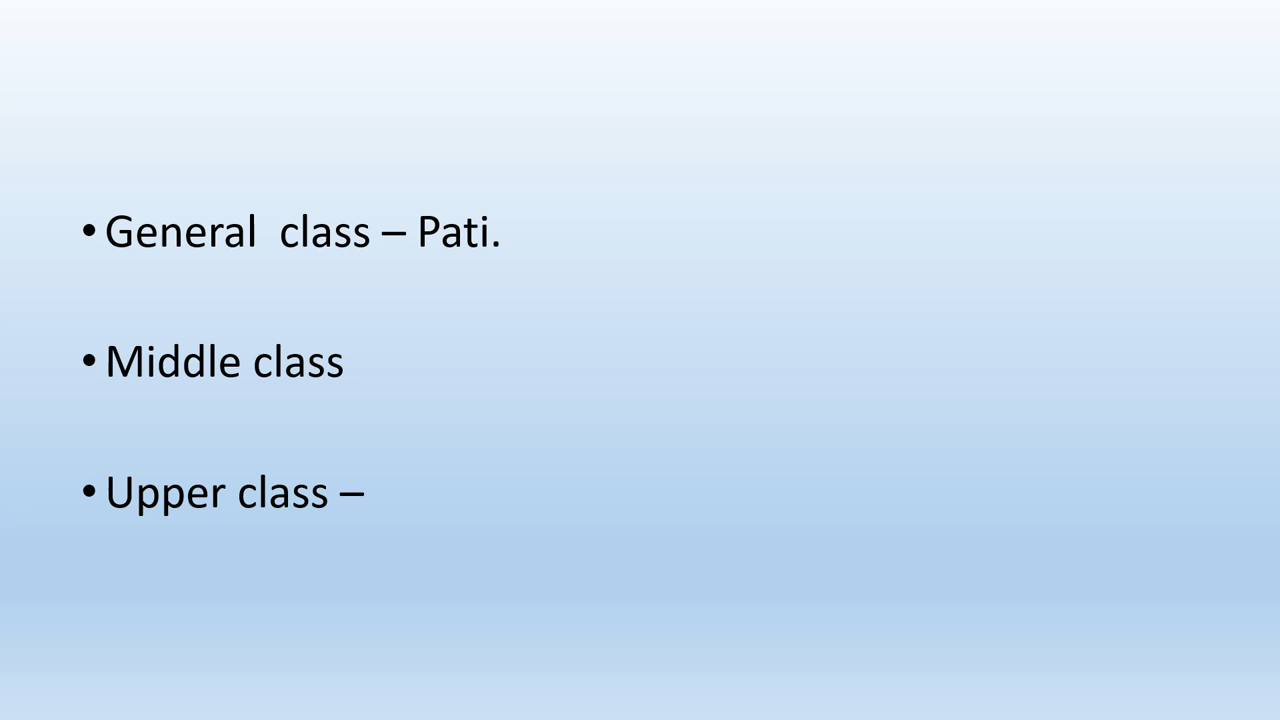 • General  class – Pati.
• Middle class
• Upper class –